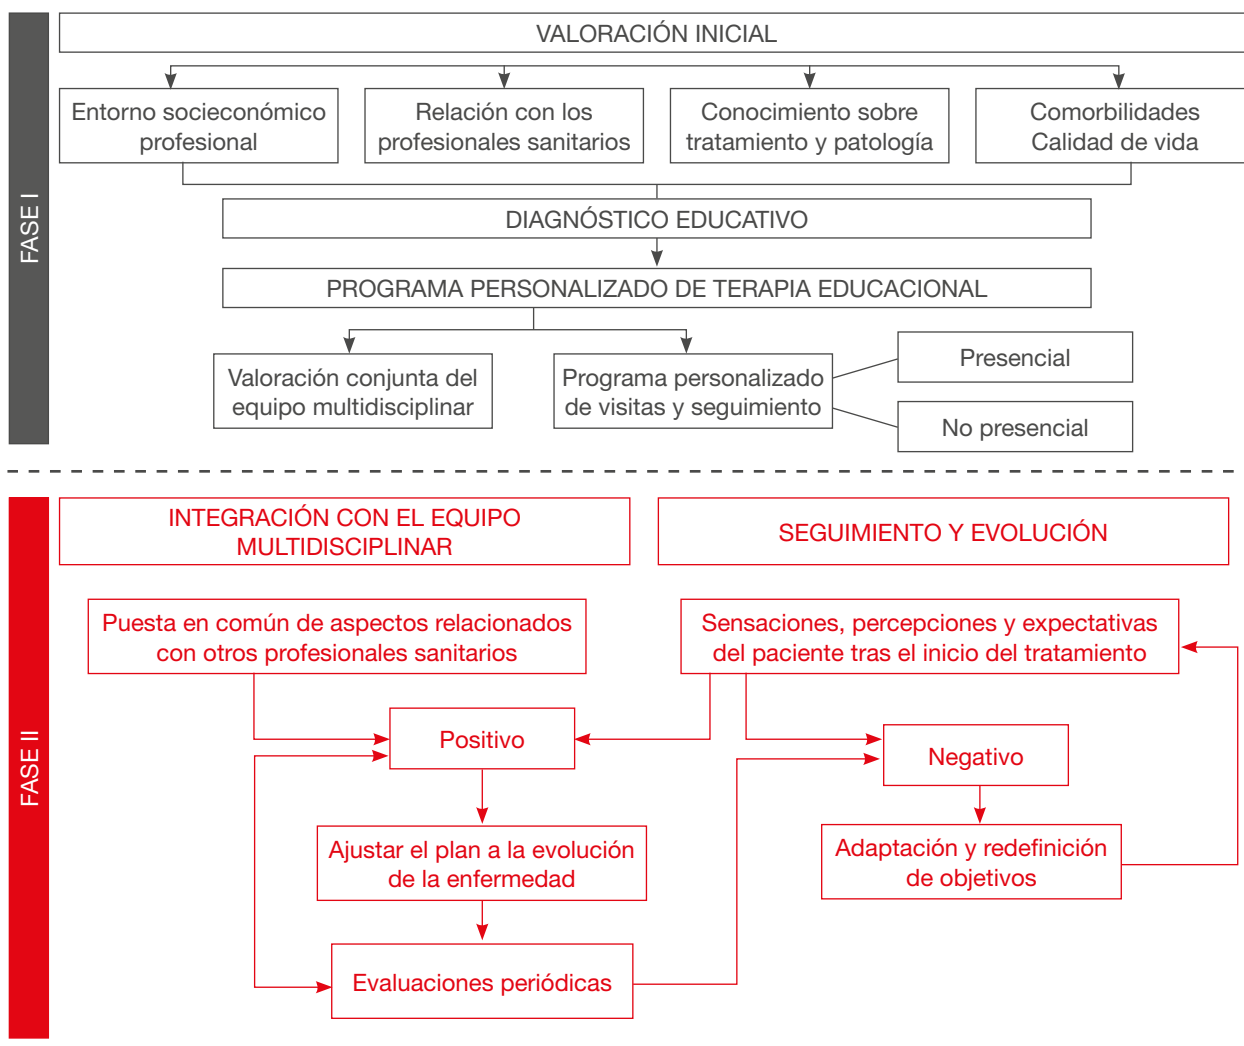 FASE I
VALORACIÓN INICIAL
Entorno socieconómico
profesional
Relación con los
profesionales sanitarios
Conocimiento sobre
tratamiento y patología
Comorbilidades
Calidad de vida
DIAGNÓSTICO EDUCATIVO
PROGRAMA PERSONALIZADO DE TERAPIA EDUCACIONAL
Valoración conjunta del
equipo multidisciplinar
Programa personalizado
de visitas y seguimiento
Presencial
No presencial
FASE II
INTEGRACIÓN CON EL EQUIPO
MULTIDISCIPLINAR
SEGUIMIENTO Y EVOLUCIÓN
Puesta en común de aspectos relacionados
con otros profesionales sanitarios
Sensaciones, percepciones y expectativas
del paciente tras el inicio del tratamiento
Positivo
Negativo
Ajustar el plan a la evolución
de la enfermedad
Adaptación y redefinición
de objetivos
Evaluaciones periódicas